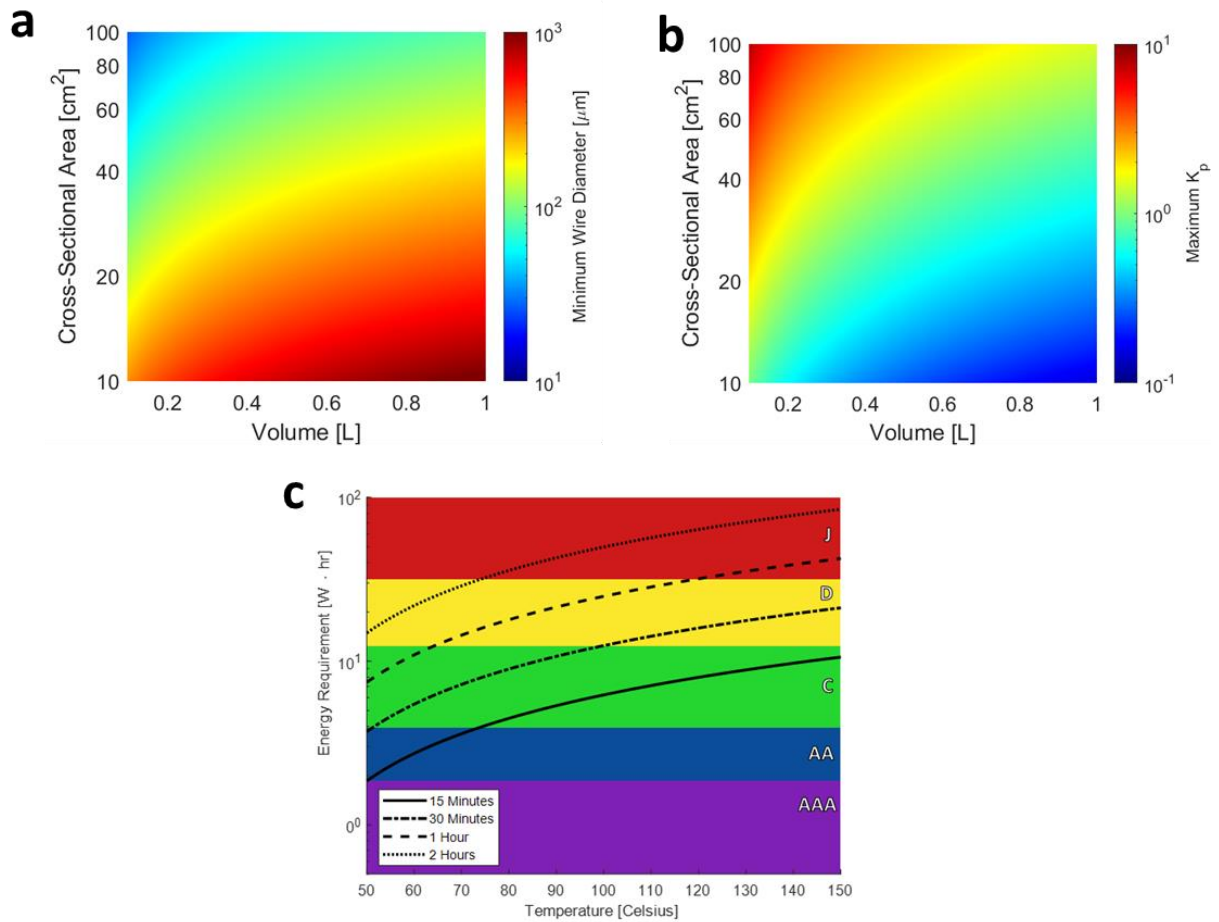 a
Cross-Sectional Area [cm²]
100
80
60
40
20
10
0.2 0.4 0.6 0.8 1
Volume [L]
10³
10²
10¹
Minimum Wire Diameter [μm]
b
Cross-Sectional Area [cm²]
100
80
60
40
20
10
0.2 0.4 0.6 0.8 1
Volume [L]
10¹
10⁰
10⁻¹
Maximum Kₚ
c
Energy Requirement [W · hr]
10²
10¹
10⁰
J
D
C
AA
AAA
15 Minutes
30 Minutes
1 Hour
2 Hours
50 60 70 80 90 100 110 120 130 140 150
Temperature [Celsius]